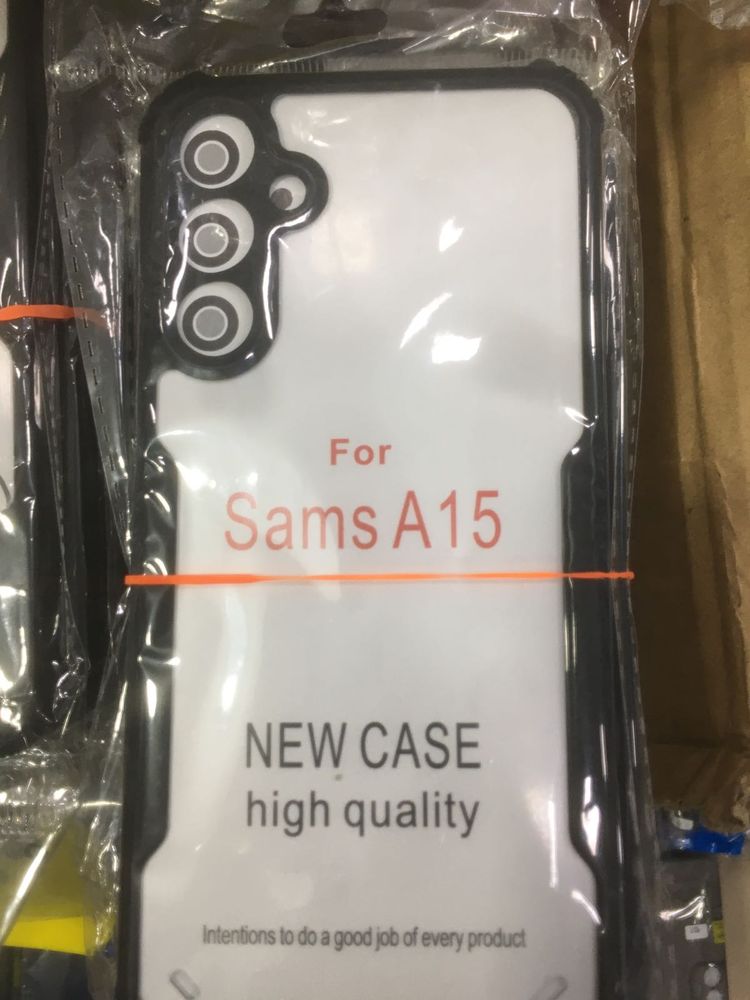 For
Sams A15
NEW CASE
high quality
Intentions to do a good job of every product